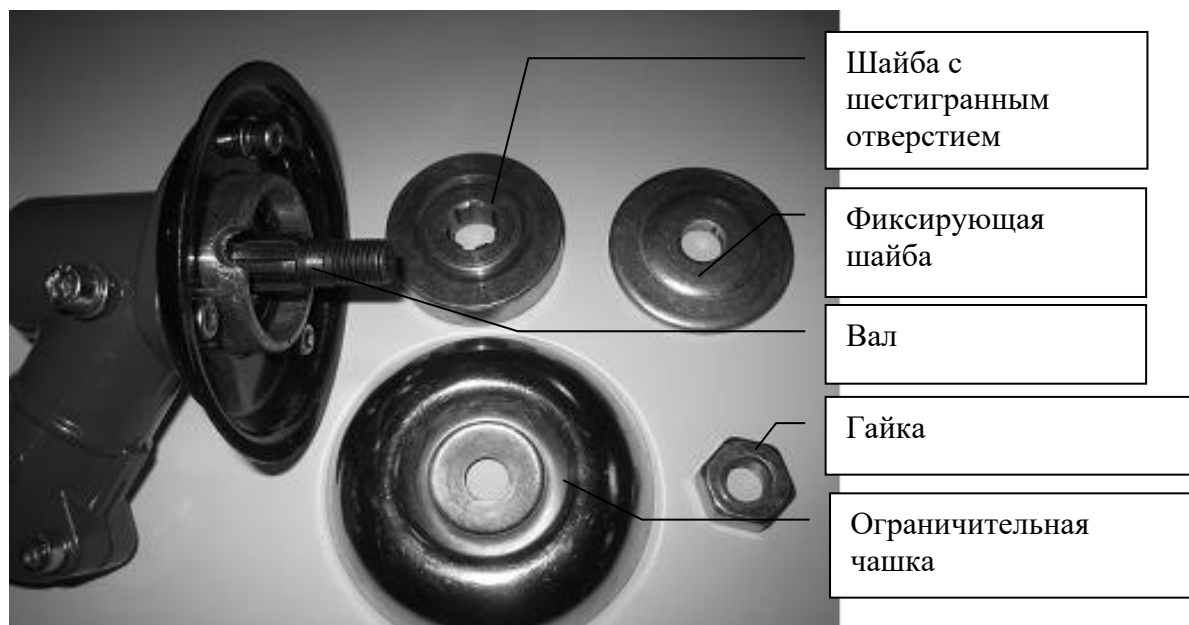 Шайба с
шестигранным
отверстием
Фиксирующая
шайба
Вал
Гайка
Ограничительная
чашка